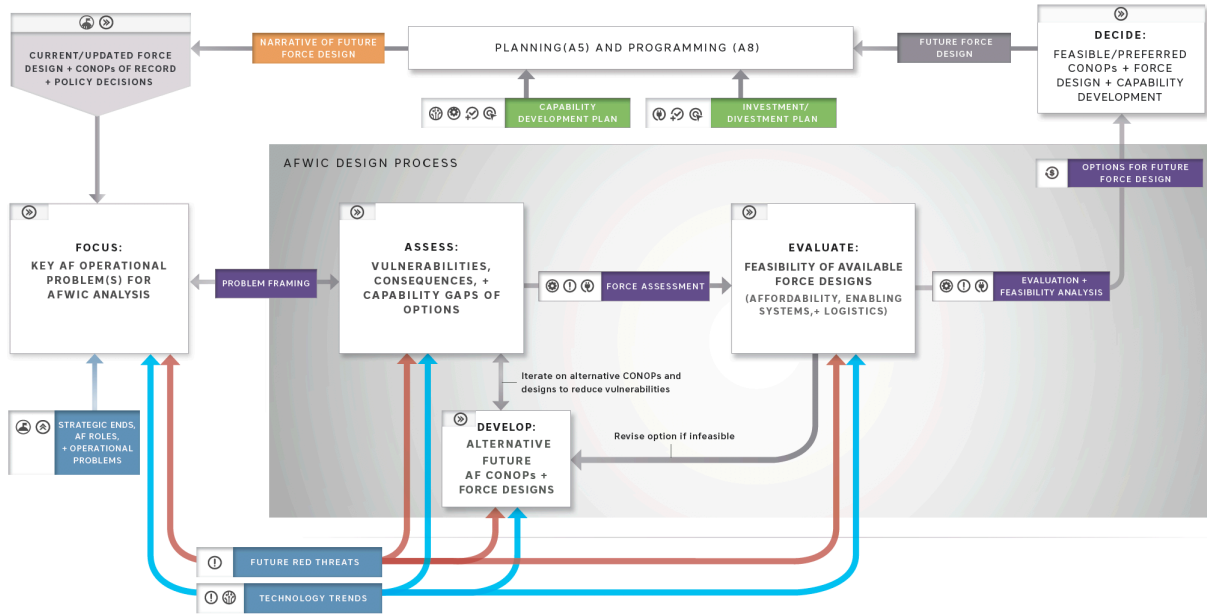 CURRENT/UPDATED FORCE
DESIGN + CONOPs OF RECORD
+ POLICY DECISIONS
NARRATIVE OF FUTURE
FORCE DESIGN
PLANNING(A5) AND PROGRAMMING (A8)
FUTURE FORCE
DESIGN
DECIDE:
FEASIBLE/PREFERRED
CONOPs + FORCE
DESIGN + CAPABILITY
DEVELOPMENT
CAPABILITY
DEVELOPMENT PLAN
INVESTMENT/
DIVESTMENT PLAN
AFWIC DESIGN PROCESS
OPTIONS FOR FUTURE
FORCE DESIGN
FOCUS:
KEY AF OPERATIONAL
PROBLEM(S) FOR
AFWIC ANALYSIS
PROBLEM FRAMING
ASSESS:
VULNERABILITIES,
CONSEQUENCES, +
CAPABILITY GAPS OF
OPTIONS
FORCE ASSESSMENT
EVALUATE:
FEASIBILITY OF AVAILABLE
FORCE DESIGNS
(AFFORDABILITY, ENABLING
SYSTEMS,+ LOGISTICS)
EVALUATION +
FEASIBILITY ANALYSIS
Iterate on alternative CONOPs and
designs to reduce vulnerabilities
STRATEGIC ENDS,
AF ROLES,
+ OPERATIONAL
PROBLEMS
DEVELOP:
ALTERNATIVE
FUTURE
AF CONOPs +
FORCE DESIGNS
Revise option if infeasible
FUTURE RED THREATS
TECHNOLOGY TRENDS